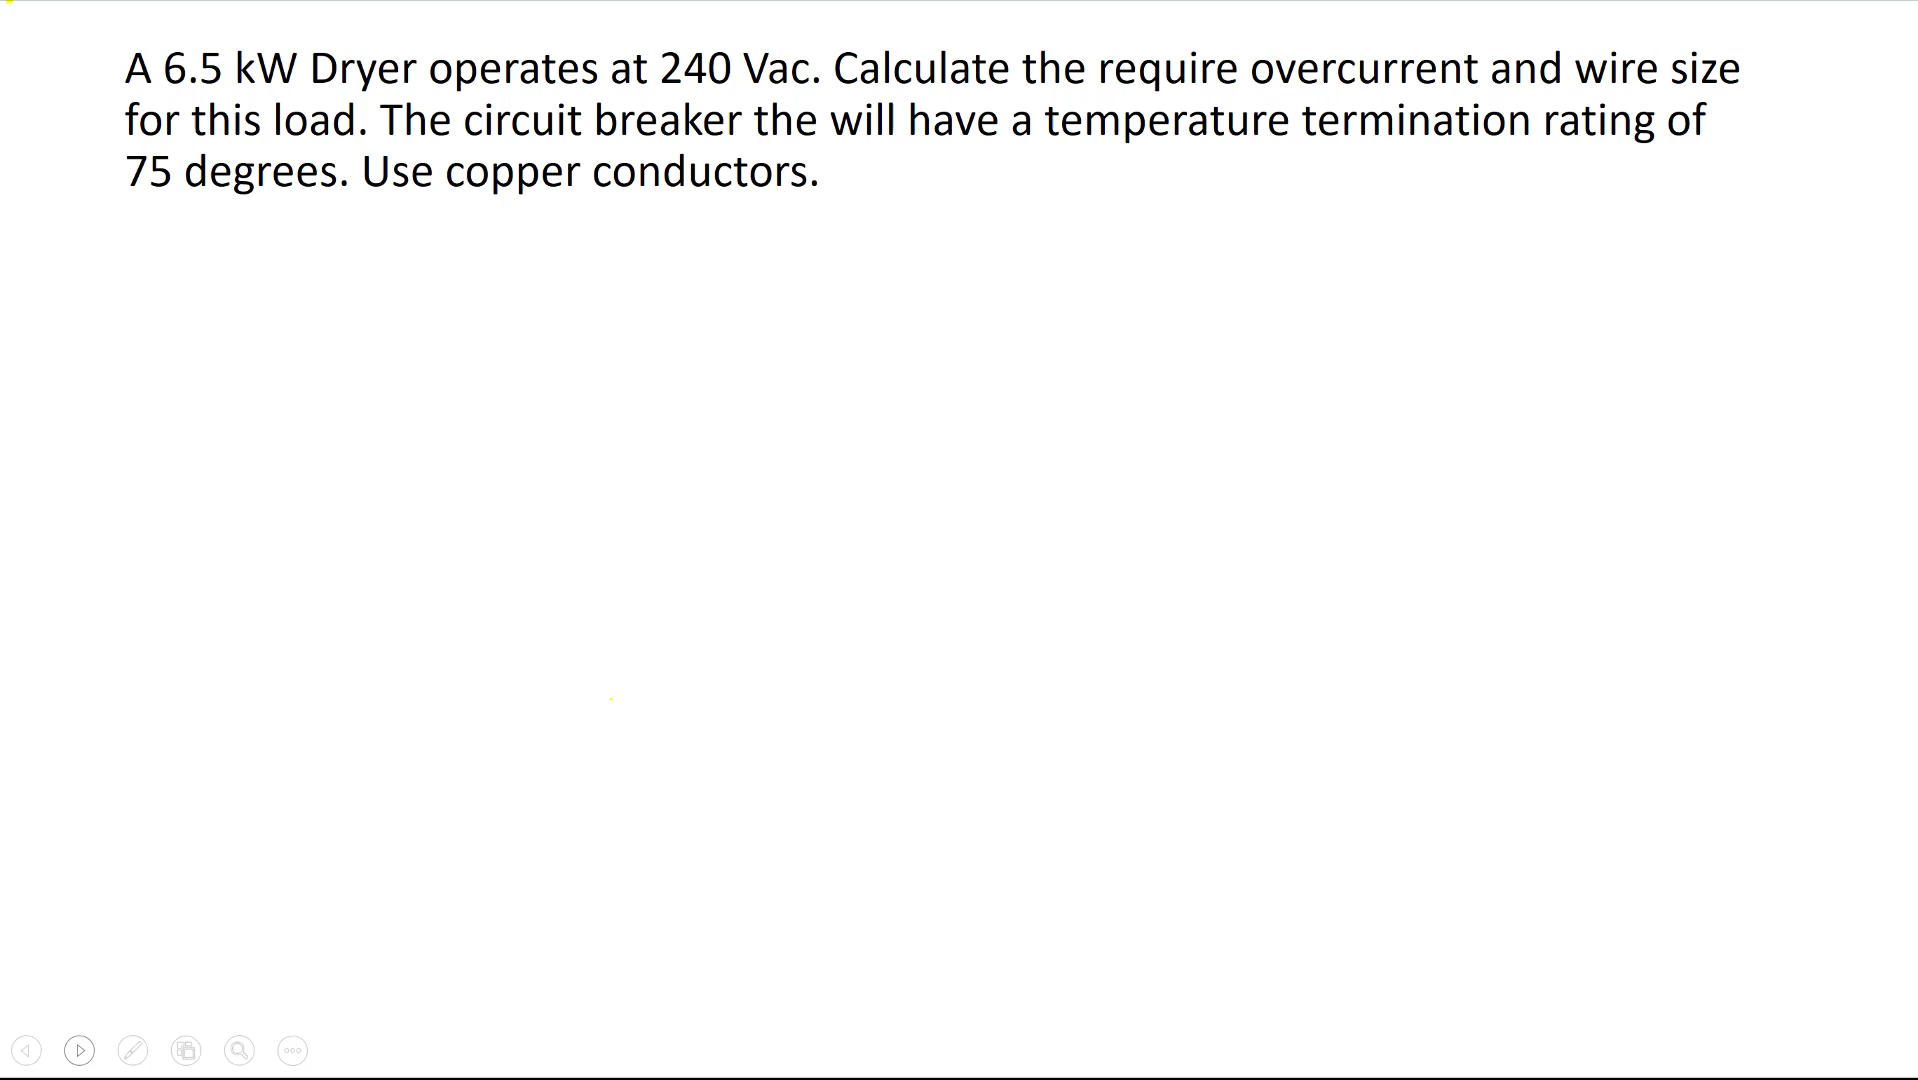 A 6.5 kW Dryer operates at 240 Vac. Calculate the require overcurrent and wire size
for this load. The circuit breaker the will have a temperature termination rating of
75 degrees. Use copper conductors.